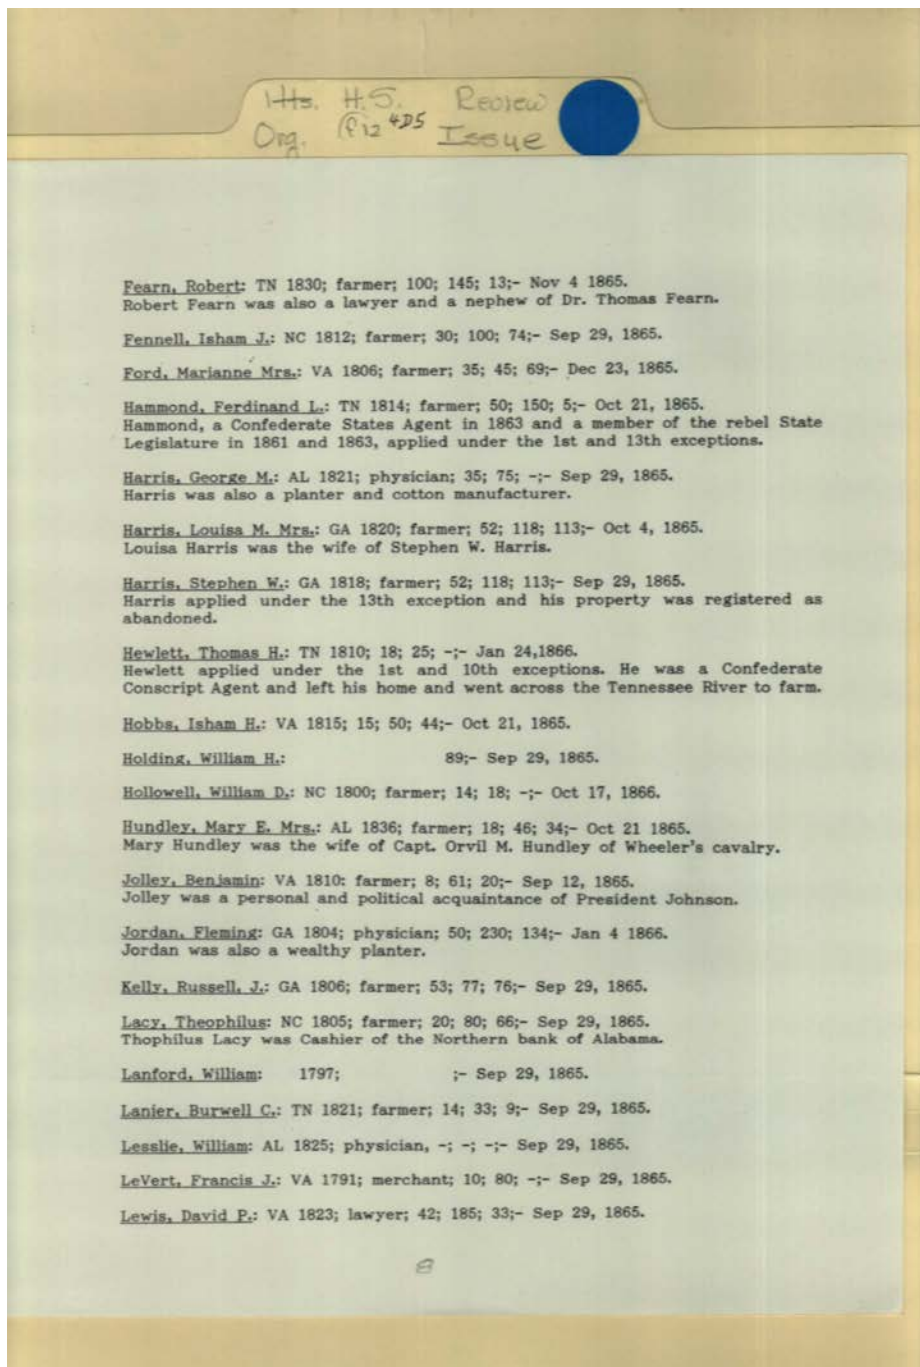 Hts. H.S. Review
Org. (f12 4D5 Issue
Fearn, Robert: TN 1830; farmer; 100; 145; 13;- Nov 4 1865.
Robert Fearn was also a lawyer and a nephew of Dr. Thomas Fearn.
Fennell, Isham J.: NC 1812; farmer; 30; 100; 74;- Sep 29, 1865.
Ford, Marianne Mrs.: VA 1806; farmer; 35; 45; 69;- Dec 23, 1865.
Hammond, Ferdinand L.: TN 1814; farmer; 50; 150; 5;- Oct 21, 1865.
Hammond, a Confederate States Agent in 1863 and a member of the rebel State
Legislature in 1861 and 1863, applied under the 1st and 13th exceptions.
Harris, George M.: AL 1821; physician; 35; 75; -;- Sep 29, 1865.
Harris was also a planter and cotton manufacturer.
Harris, Louisa M. Mrs.: GA 1820; farmer; 52; 118; 113;- Oct 4, 1865.
Louisa Harris was the wife of Stephen W. Harris.
Harris, Stephen W.: GA 1818; farmer; 52; 118; 113;- Sep 29, 1865.
Harris applied under the 13th exception and his property was registered as
abandoned.
Hewlett, Thomas H.: TN 1810; 18; 25; -;- Jan 24,1866.
Hewlett applied under the 1st and 10th exceptions. He was a Confederate
Conscript Agent and left his home and went across the Tennessee River to farm.
Hobbs, Isham H.: VA 1815; 15; 50; 44;- Oct 21, 1865.
Holding, William H.: 89;- Sep 29, 1865.
Hollowell, William D.: NC 1800; farmer; 14; 18; -;- Oct 17, 1866.
Hundley, Mary E. Mrs.: AL 1836; farmer; 18; 46; 34;- Oct 21 1865.
Mary Hundley was the wife of Capt. Orvil M. Hundley of Wheeler's cavalry.
Jolley, Benjamin: VA 1810: farmer; 8; 61; 20;- Sep 12, 1865.
Jolley was a personal and political acquaintance of President Johnson.
Jordan, Fleming: GA 1804; physician; 50; 230; 134;- Jan 4 1866.
Jordan was also a wealthy planter.
Kelly, Russell, J.: GA 1806; farmer; 53; 77; 76;- Sep 29, 1865.
Lacy, Theophilus: NC 1805; farmer; 20; 80; 66;- Sep 29, 1865.
Thophilus Lacy was Cashier of the Northern bank of Alabama.
Lanford, William: 1797; ;- Sep 29, 1865.
Lanier, Burwell C.: TN 1821; farmer; 14; 33; 9;- Sep 29, 1865.
Lesslie, William: AL 1825; physician, -; -; -;- Sep 29, 1865.
LeVert, Francis J.: VA 1791; merchant; 10; 80; -;- Sep 29, 1865.
Lewis, David P.: VA 1823; lawyer; 42; 185; 33;- Sep 29, 1865.
8